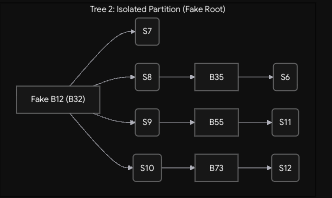 Tree 2: Isolated Partition (Fake Root)
S7
Fake B12 (B32)
S8 B35 S6
S9 B55 S11
S10 B73 S12